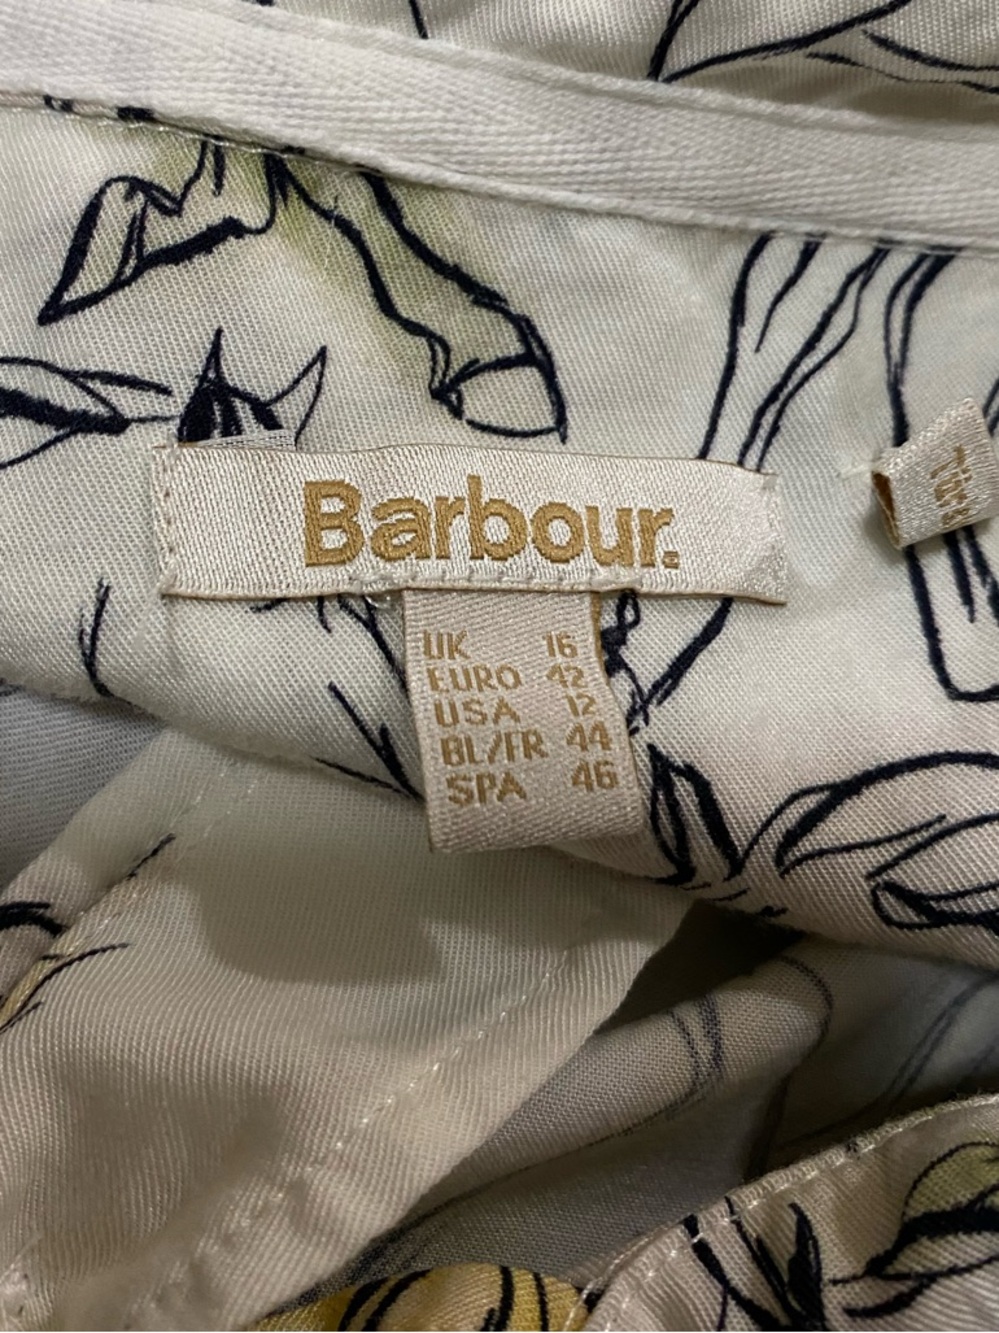 Barbour.
UK 16
EURO 42
USA 12
BL/FR 44
SPA 46